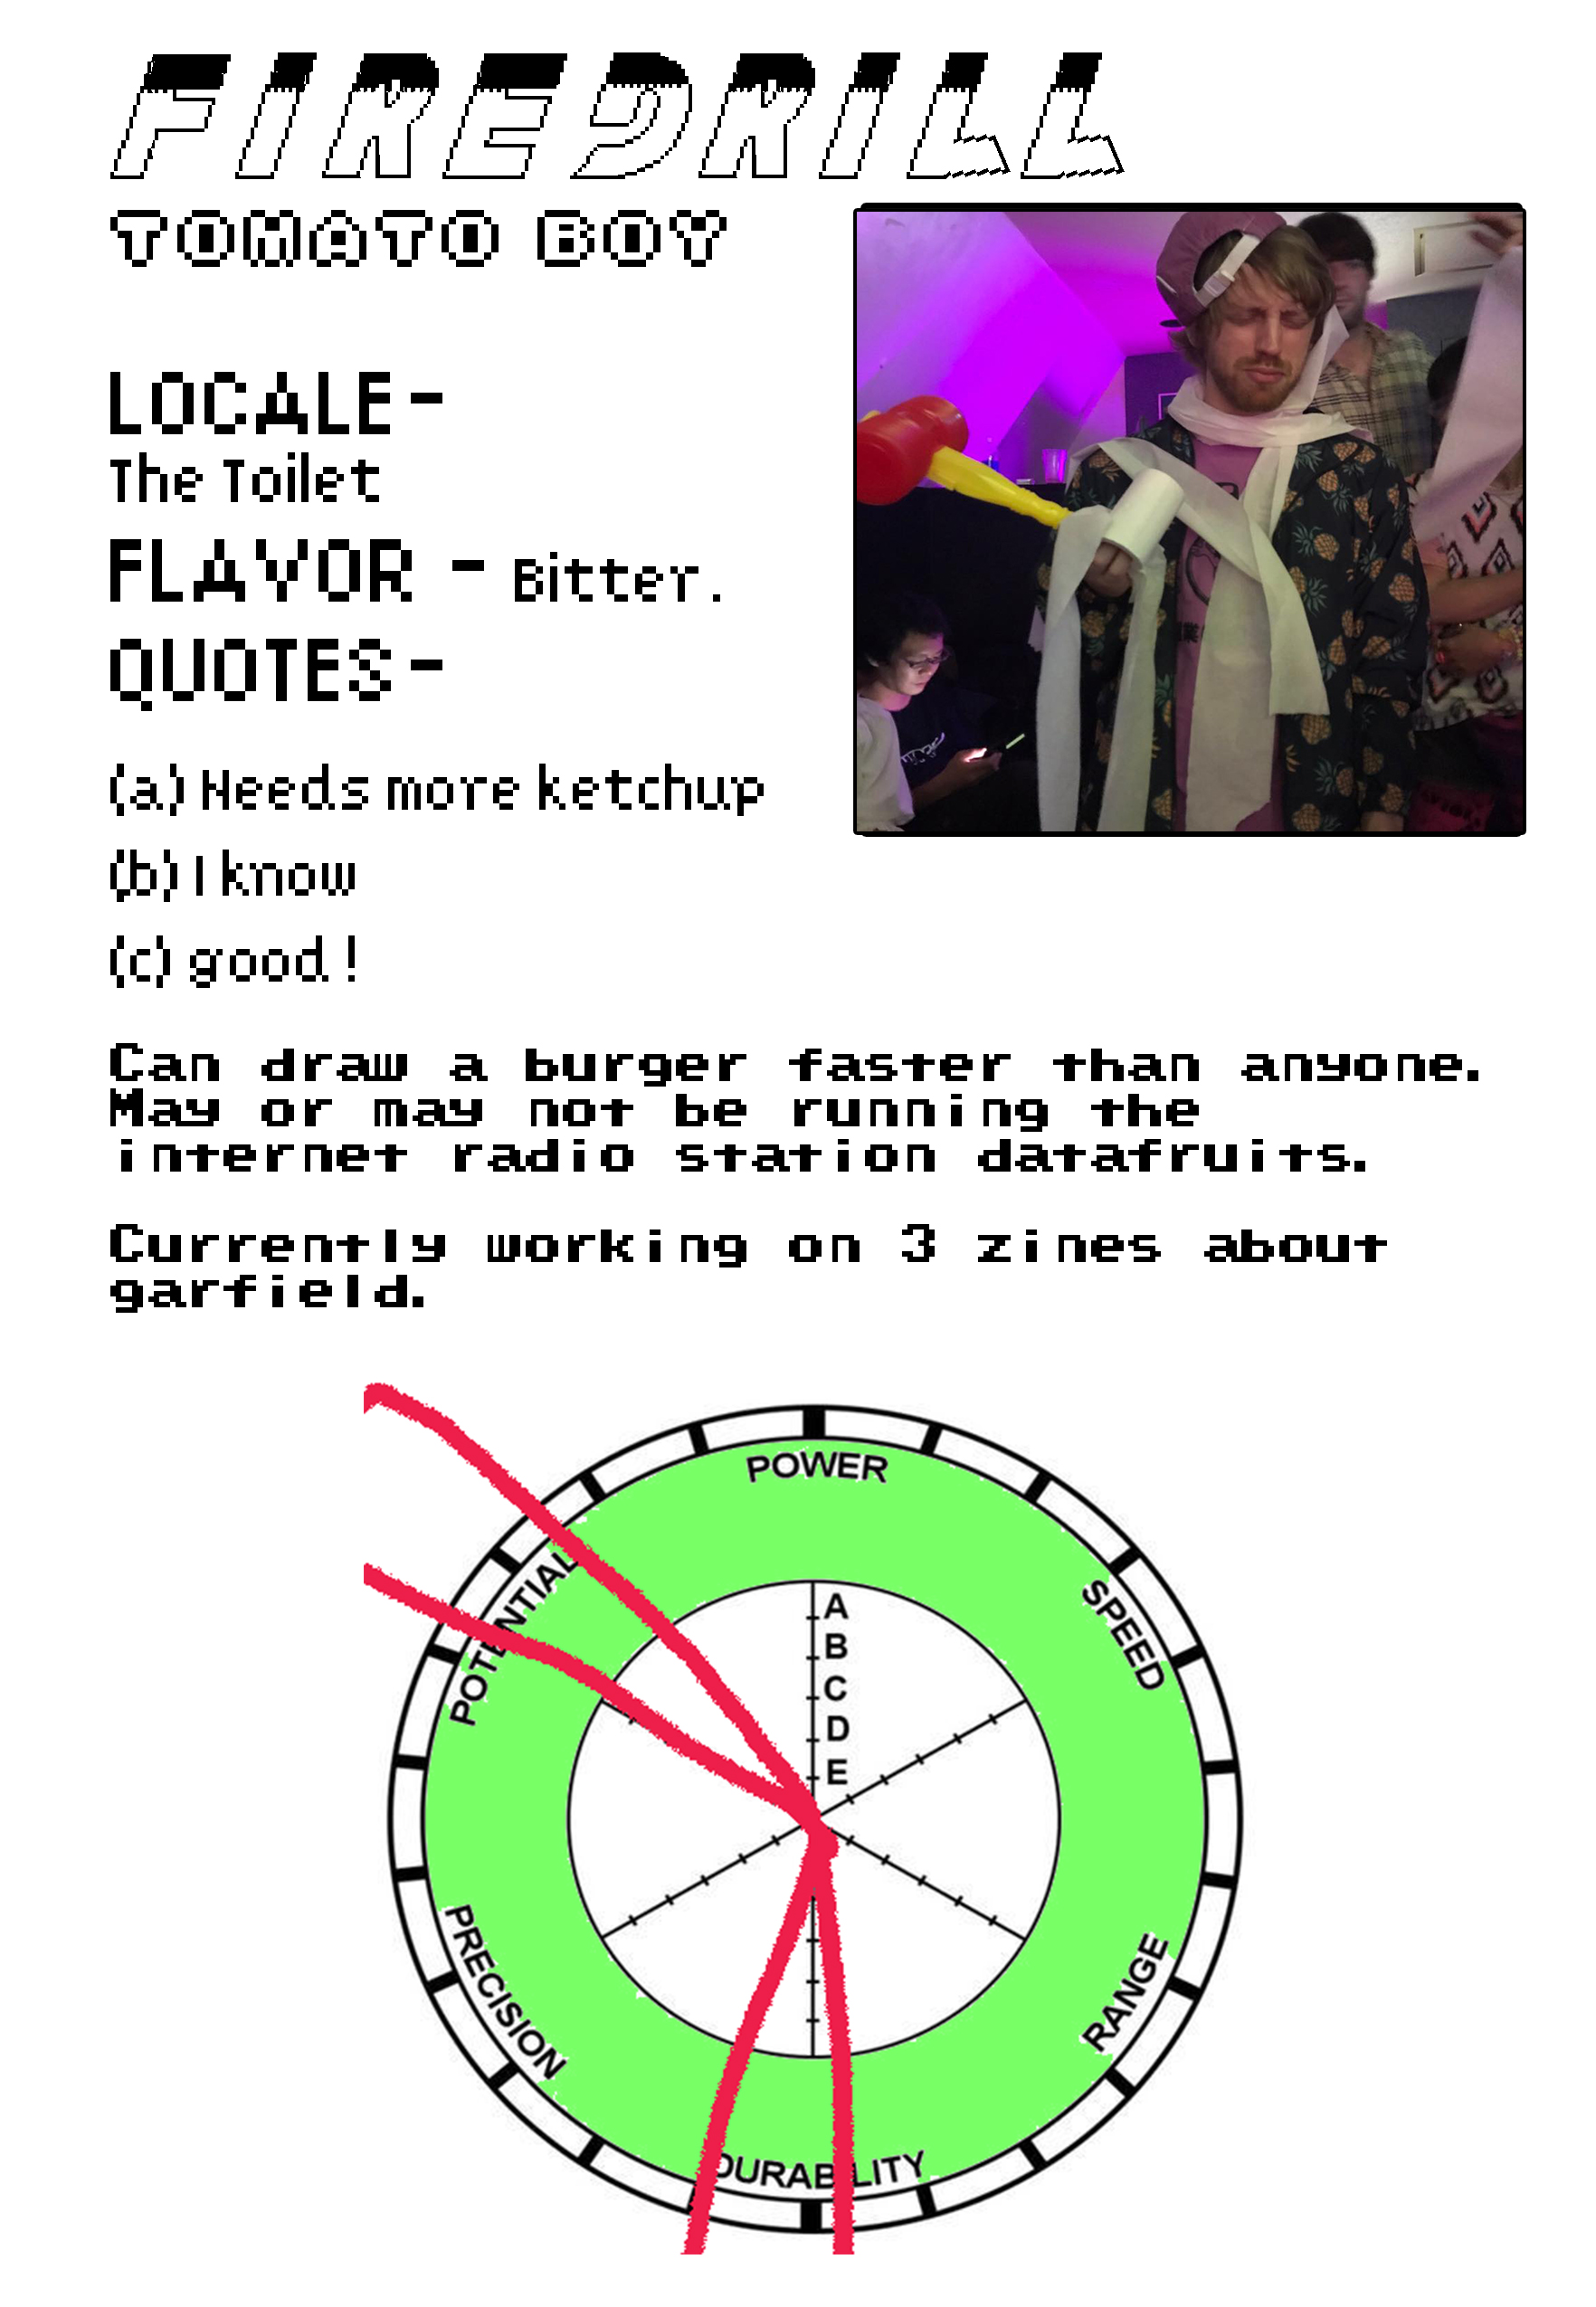 FIREDRILL
TOMATO BOY
LOCALE-
The Toilet
FLAVOR - Bitter.
QUOTES-
(a) Needs more ketchup
(b) I know
(c) good!
Can draw a burger faster than anyone.
May or may not be running the
internet radio station datafruits.
Currently working on 3 zines about
garfield.
POWER
SPEED
RANGE
DURABILITY
PRECISION
POTENTIAL
A
B
C
D
E